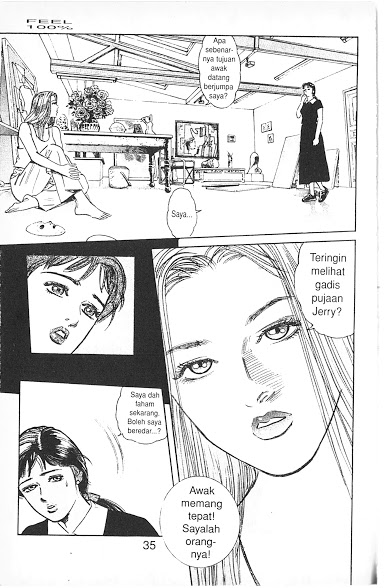 FEEL
100%
Apa
sebenar-
nya tujuan
awak
datang
berjumpa
saya?
Saya...
Teringin
melihat
gadis
pujaan
Jerry?
Saya dah
faham
sekarang.
Boleh saya
beredar...?
Awak
memang
tepat!
Sayalah
orang-
nya!
35